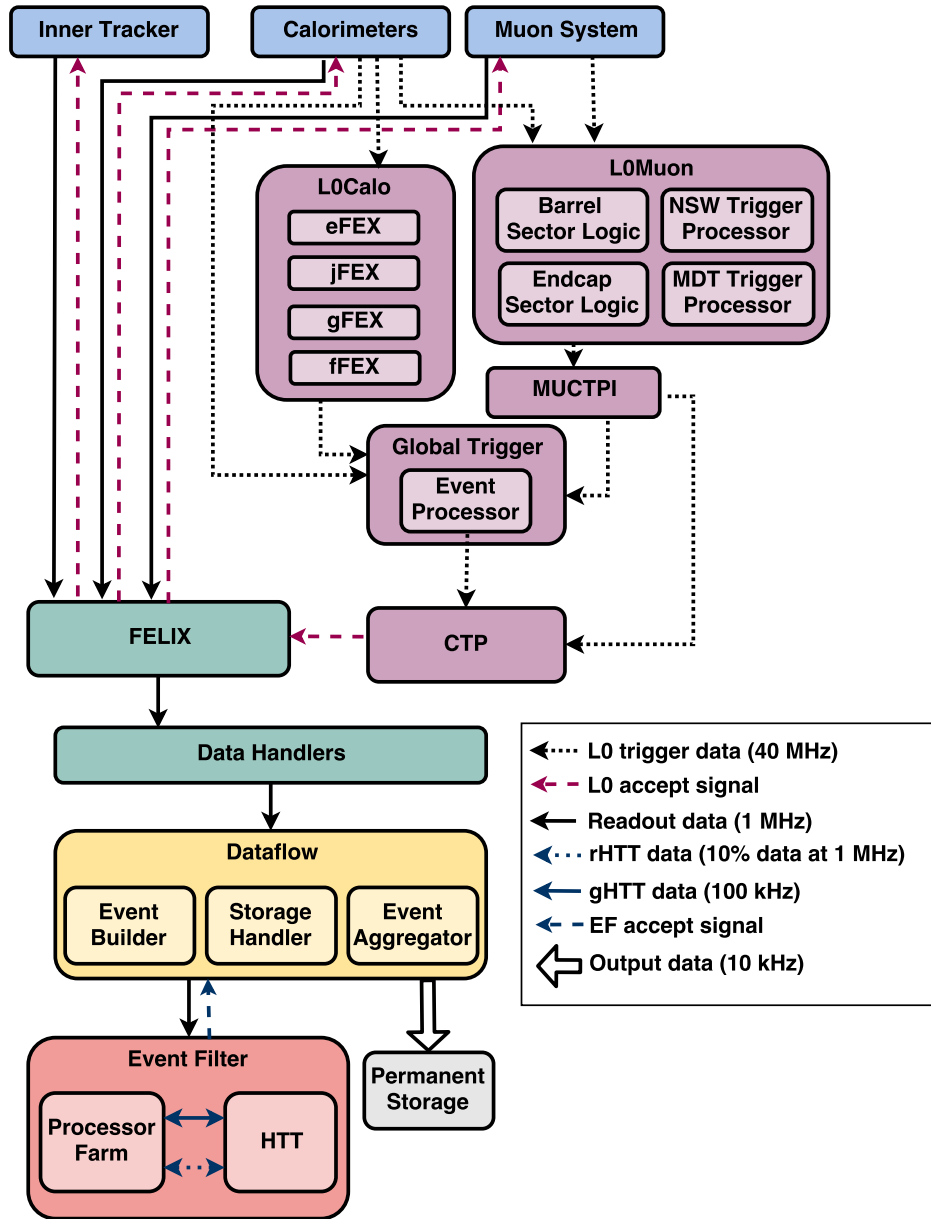 Inner Tracker
Calorimeters
Muon System
L0Calo
eFEX
jFEX
gFEX
fFEX
L0Muon
Barrel
Sector Logic
NSW Trigger
Processor
Endcap
Sector Logic
MDT Trigger
Processor
MUCTPI
Global Trigger
Event
Processor
FELIX
CTP
Data Handlers
Dataflow
Event
Builder
Storage
Handler
Event
Aggregator
L0 trigger data (40 MHz)
L0 accept signal
Readout data (1 MHz)
rHTT data (10% data at 1 MHz)
gHTT data (100 kHz)
EF accept signal
Output data (10 kHz)
Event Filter
Processor
Farm
HTT
Permanent
Storage